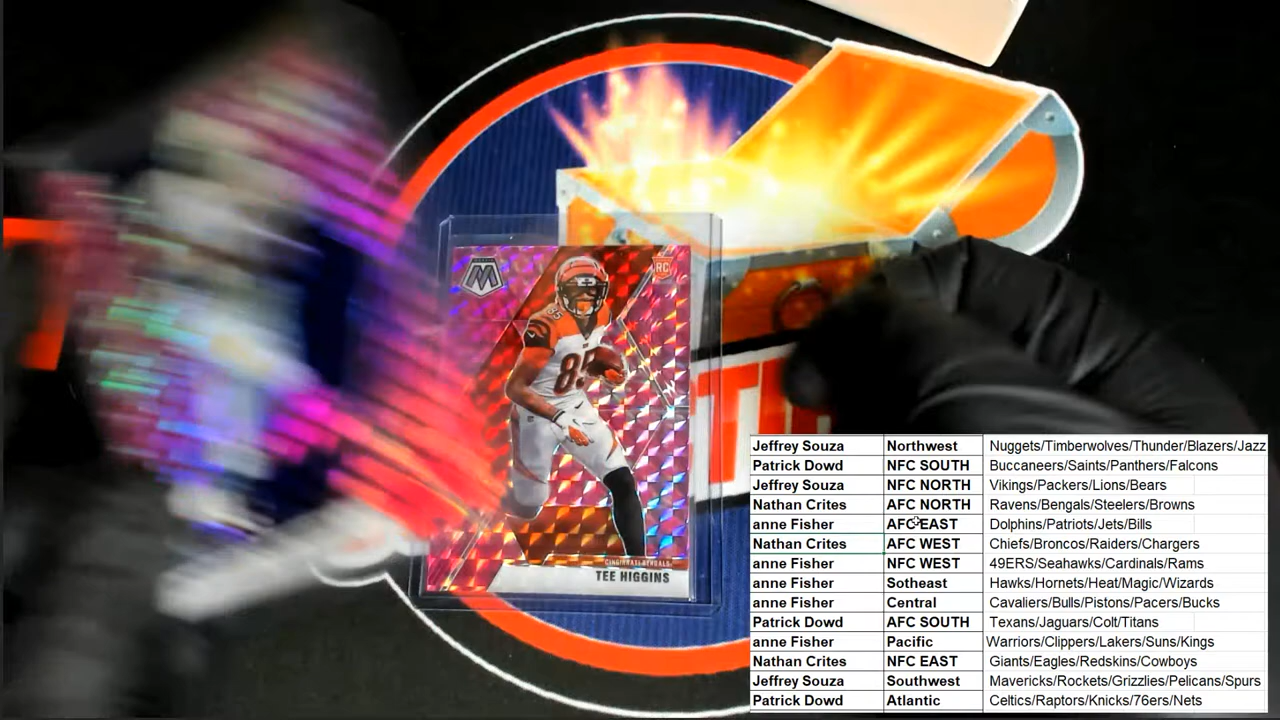 RC
85
85
CINCINNATI BENGALS
TEE HIGGINS
Jeffrey Souza Northwest Nuggets/Timberwolves/Thunder/Blazers/Jazz
Patrick Dowd NFC SOUTH Buccaneers/Saints/Panthers/Falcons
Jeffrey Souza NFC NORTH Vikings/Packers/Lions/Bears
Nathan Crites AFC NORTH Ravens/Bengals/Steelers/Browns
anne Fisher AFC EAST Dolphins/Patriots/Jets/Bills
Nathan Crites AFC WEST Chiefs/Broncos/Raiders/Chargers
anne Fisher NFC WEST 49ERS/Seahawks/Cardinals/Rams
anne Fisher Sotheast Hawks/Hornets/Heat/Magic/Wizards
anne Fisher Central Cavaliers/Bulls/Pistons/Pacers/Bucks
Patrick Dowd AFC SOUTH Texans/Jaguars/Colt/Titans
anne Fisher Pacific Warriors/Clippers/Lakers/Suns/Kings
Nathan Crites NFC EAST Giants/Eagles/Redskins/Cowboys
Jeffrey Souza Southwest Mavericks/Rockets/Grizzlies/Pelicans/Spurs
Patrick Dowd Atlantic Celtics/Raptors/Knicks/76ers/Nets